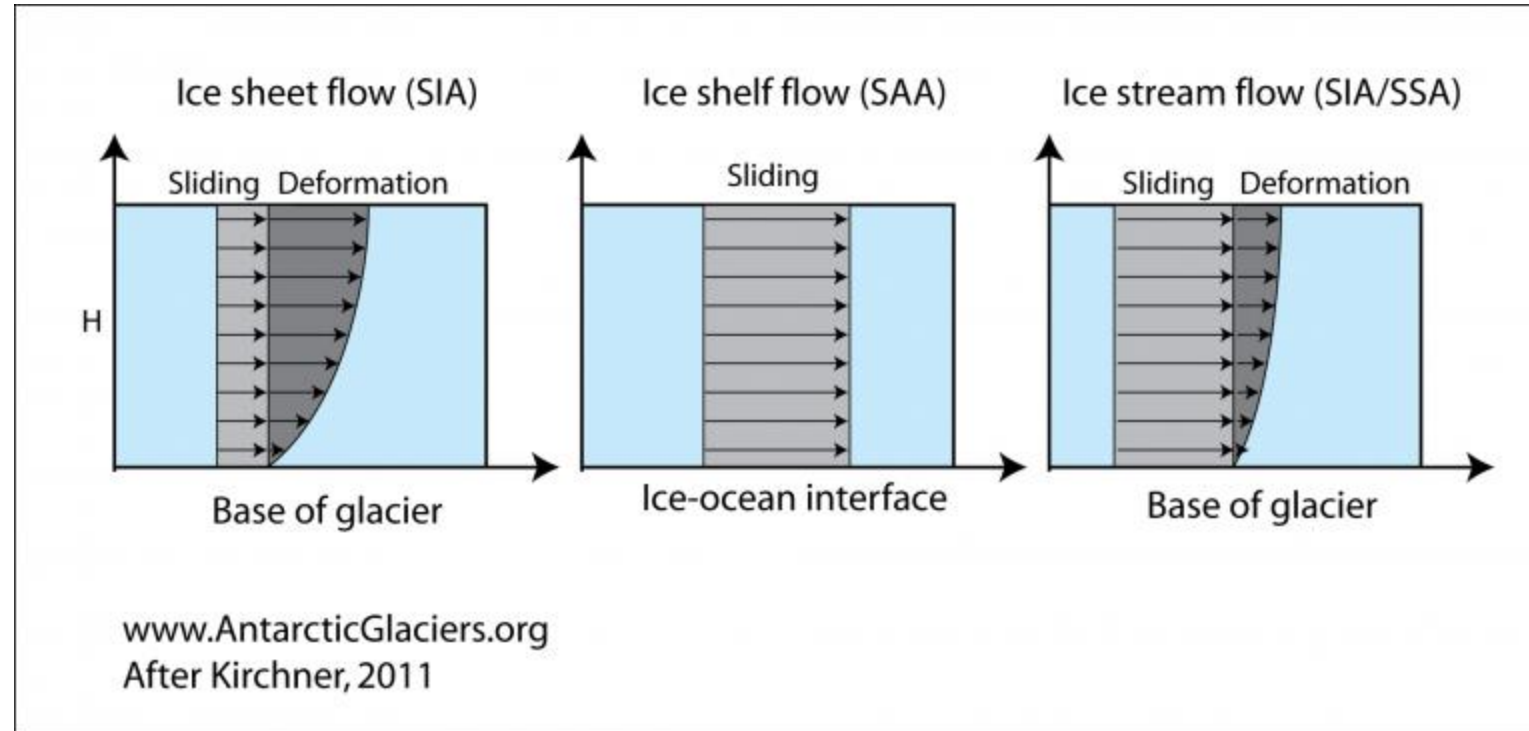 Ice sheet flow (SIA)
Sliding Deformation
H
Base of glacier
Ice shelf flow (SAA)
Sliding
Ice-ocean interface
Ice stream flow (SIA/SSA)
Sliding Deformation
Base of glacier
www.AntarcticGlaciers.org
After Kirchner, 2011